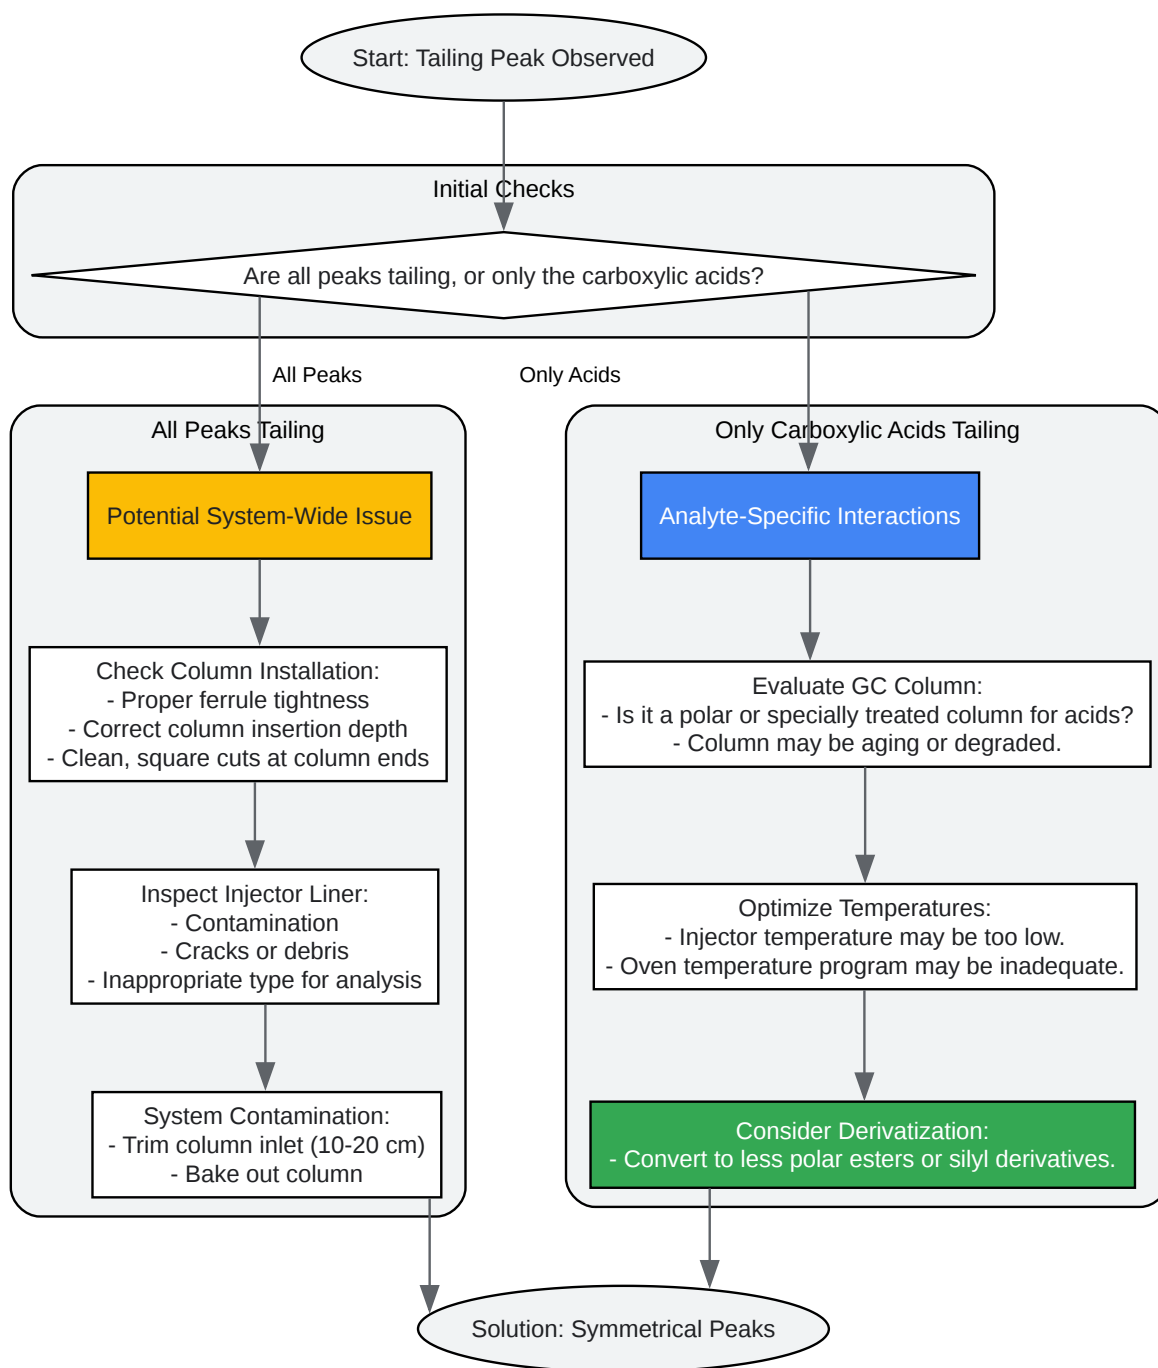 Start: Tailing Peak Observed
Initial Checks
Are all peaks tailing, or only the carboxylic acids?
All Peaks
Only Acids
All Peaks Tailing
Potential System-Wide Issue
Check Column Installation:
- Proper ferrule tightness
- Correct column insertion depth
- Clean, square cuts at column ends
Inspect Injector Liner:
- Contamination
- Cracks or debris
- Inappropriate type for analysis
System Contamination:
- Trim column inlet (10-20 cm)
- Bake out column
Only Carboxylic Acids Tailing
Analyte-Specific Interactions
Evaluate GC Column:
- Is it a polar or specially treated column for acids?
- Column may be aging or degraded.
Optimize Temperatures:
- Injector temperature may be too low.
- Oven temperature program may be inadequate.
Consider Derivatization:
- Convert to less polar esters or silyl derivatives.
Solution: Symmetrical Peaks